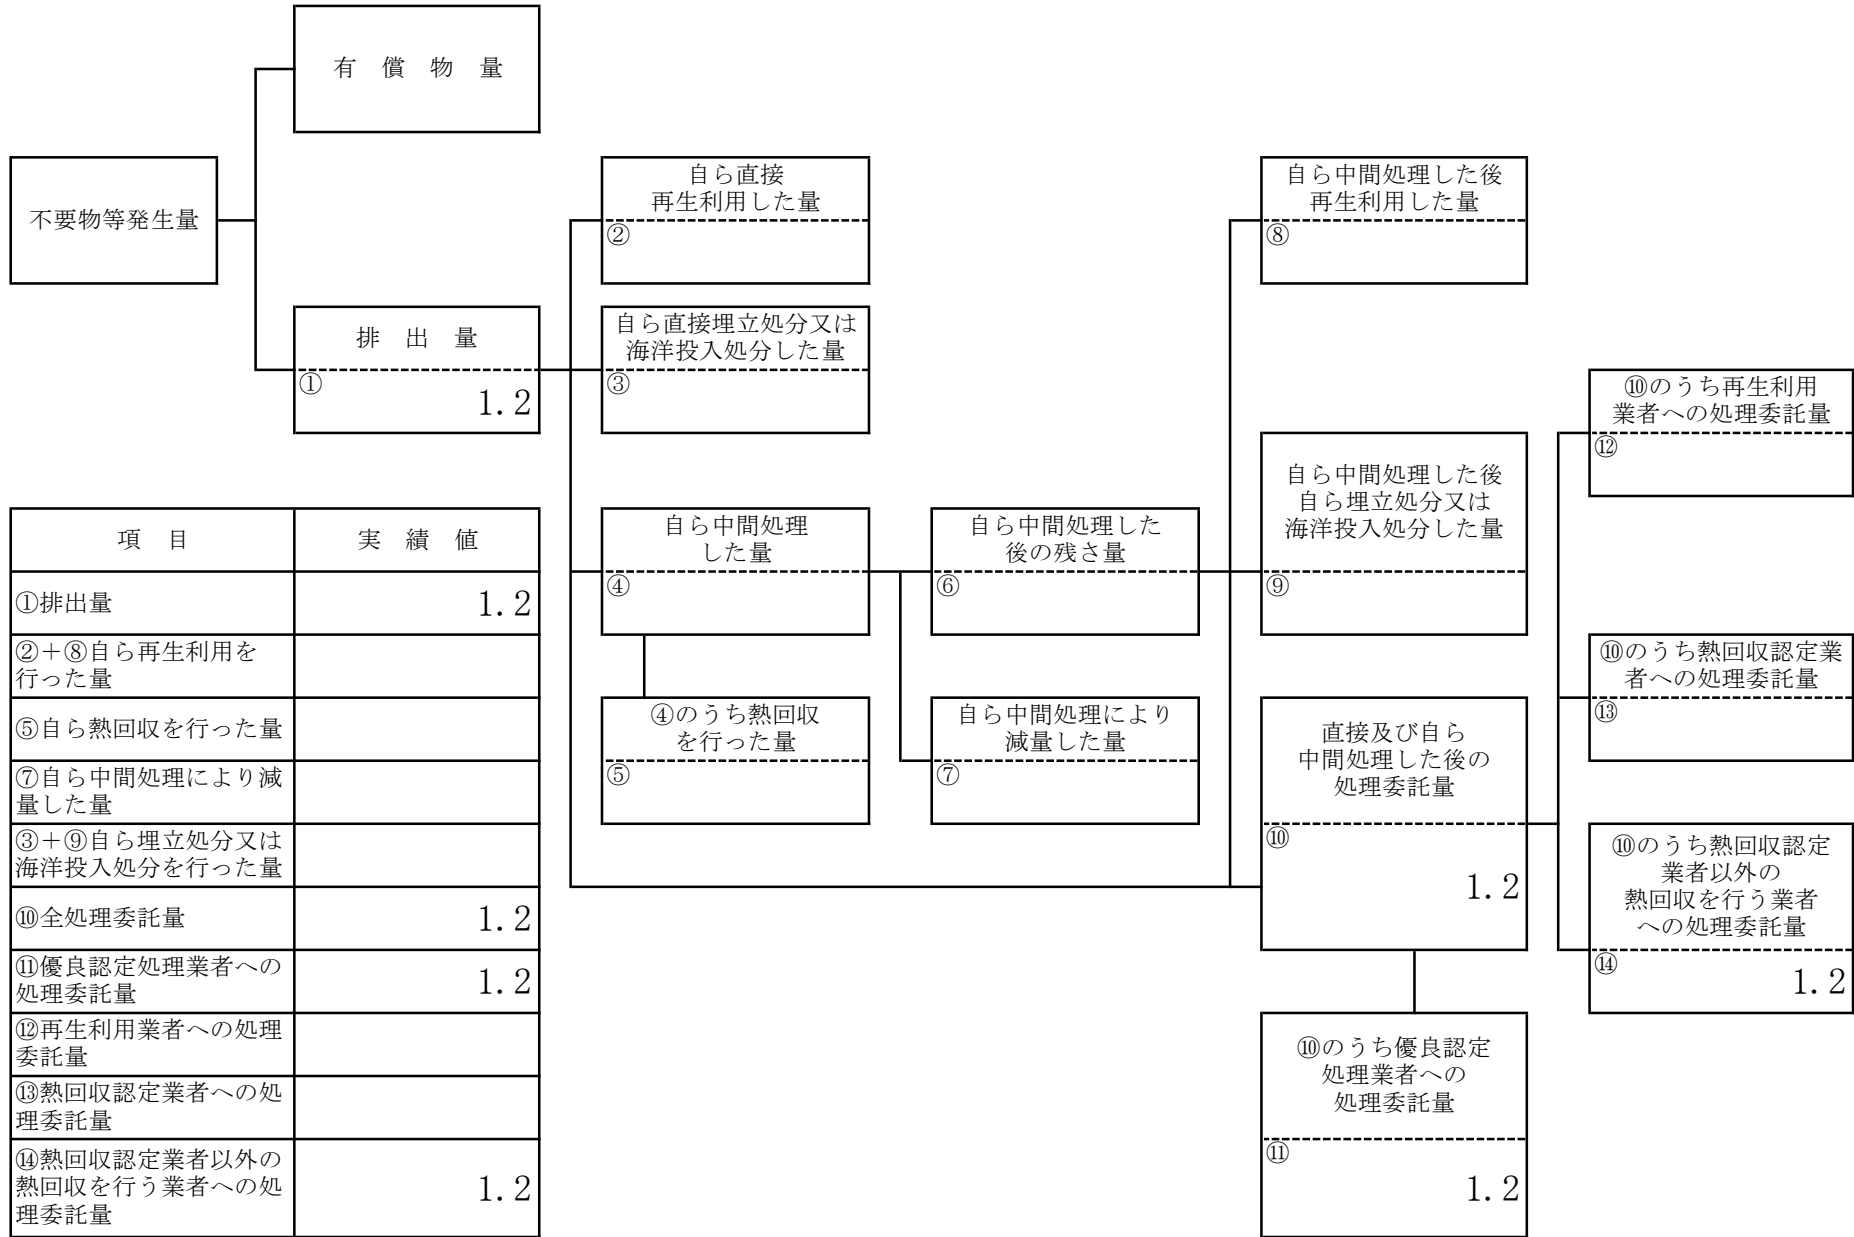 有　償　物　量
不要物等発生量
排　出　量
①
1.2
自ら直接
再生利用した量
②
自ら直接埋立処分又は
海洋投入処分した量
③
自ら中間処理
した量
④
④のうち熱回収
を行った量
⑤
自ら中間処理した
後の残さ量
⑥
自ら中間処理により
減量した量
⑦
自ら中間処理した後
再生利用した量
⑧
自ら中間処理した後
自ら埋立処分又は
海洋投入処分した量
⑨
直接及び自ら
中間処理した後の
処理委託量
⑩
1.2
⑩のうち優良認定
処理業者への
処理委託量
⑪
1.2
⑩のうち再生利用
業者への処理委託量
⑫
⑩のうち熱回収認定業
者への処理委託量
⑬
⑩のうち熱回収認定
業者以外の
熱回収を行う業者
への処理委託量
⑭
1.2
項　目　実　績　値
①排出量　1.2
②＋⑧自ら再生利用を
行った量
⑤自ら熱回収を行った量
⑦自ら中間処理により減
量した量
③＋⑨自ら埋立処分又は
海洋投入処分を行った量
⑩全処理委託量　1.2
⑪優良認定処理業者への
処理委託量　1.2
⑫再生利用業者への処理
委託量
⑬熱回収認定業者への処
理委託量
⑭熱回収認定業者以外の
熱回収を行う業者への処　1.2
理委託量